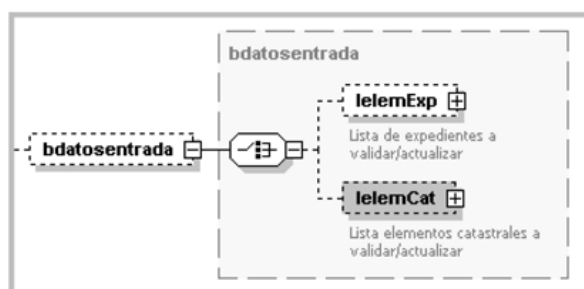 bdatosentrada
bdatosentrada
lelemExp
Lista de expedientes a
validar/actualizar
lelemCat
Lista elementos catastrales a
validar/actualizar